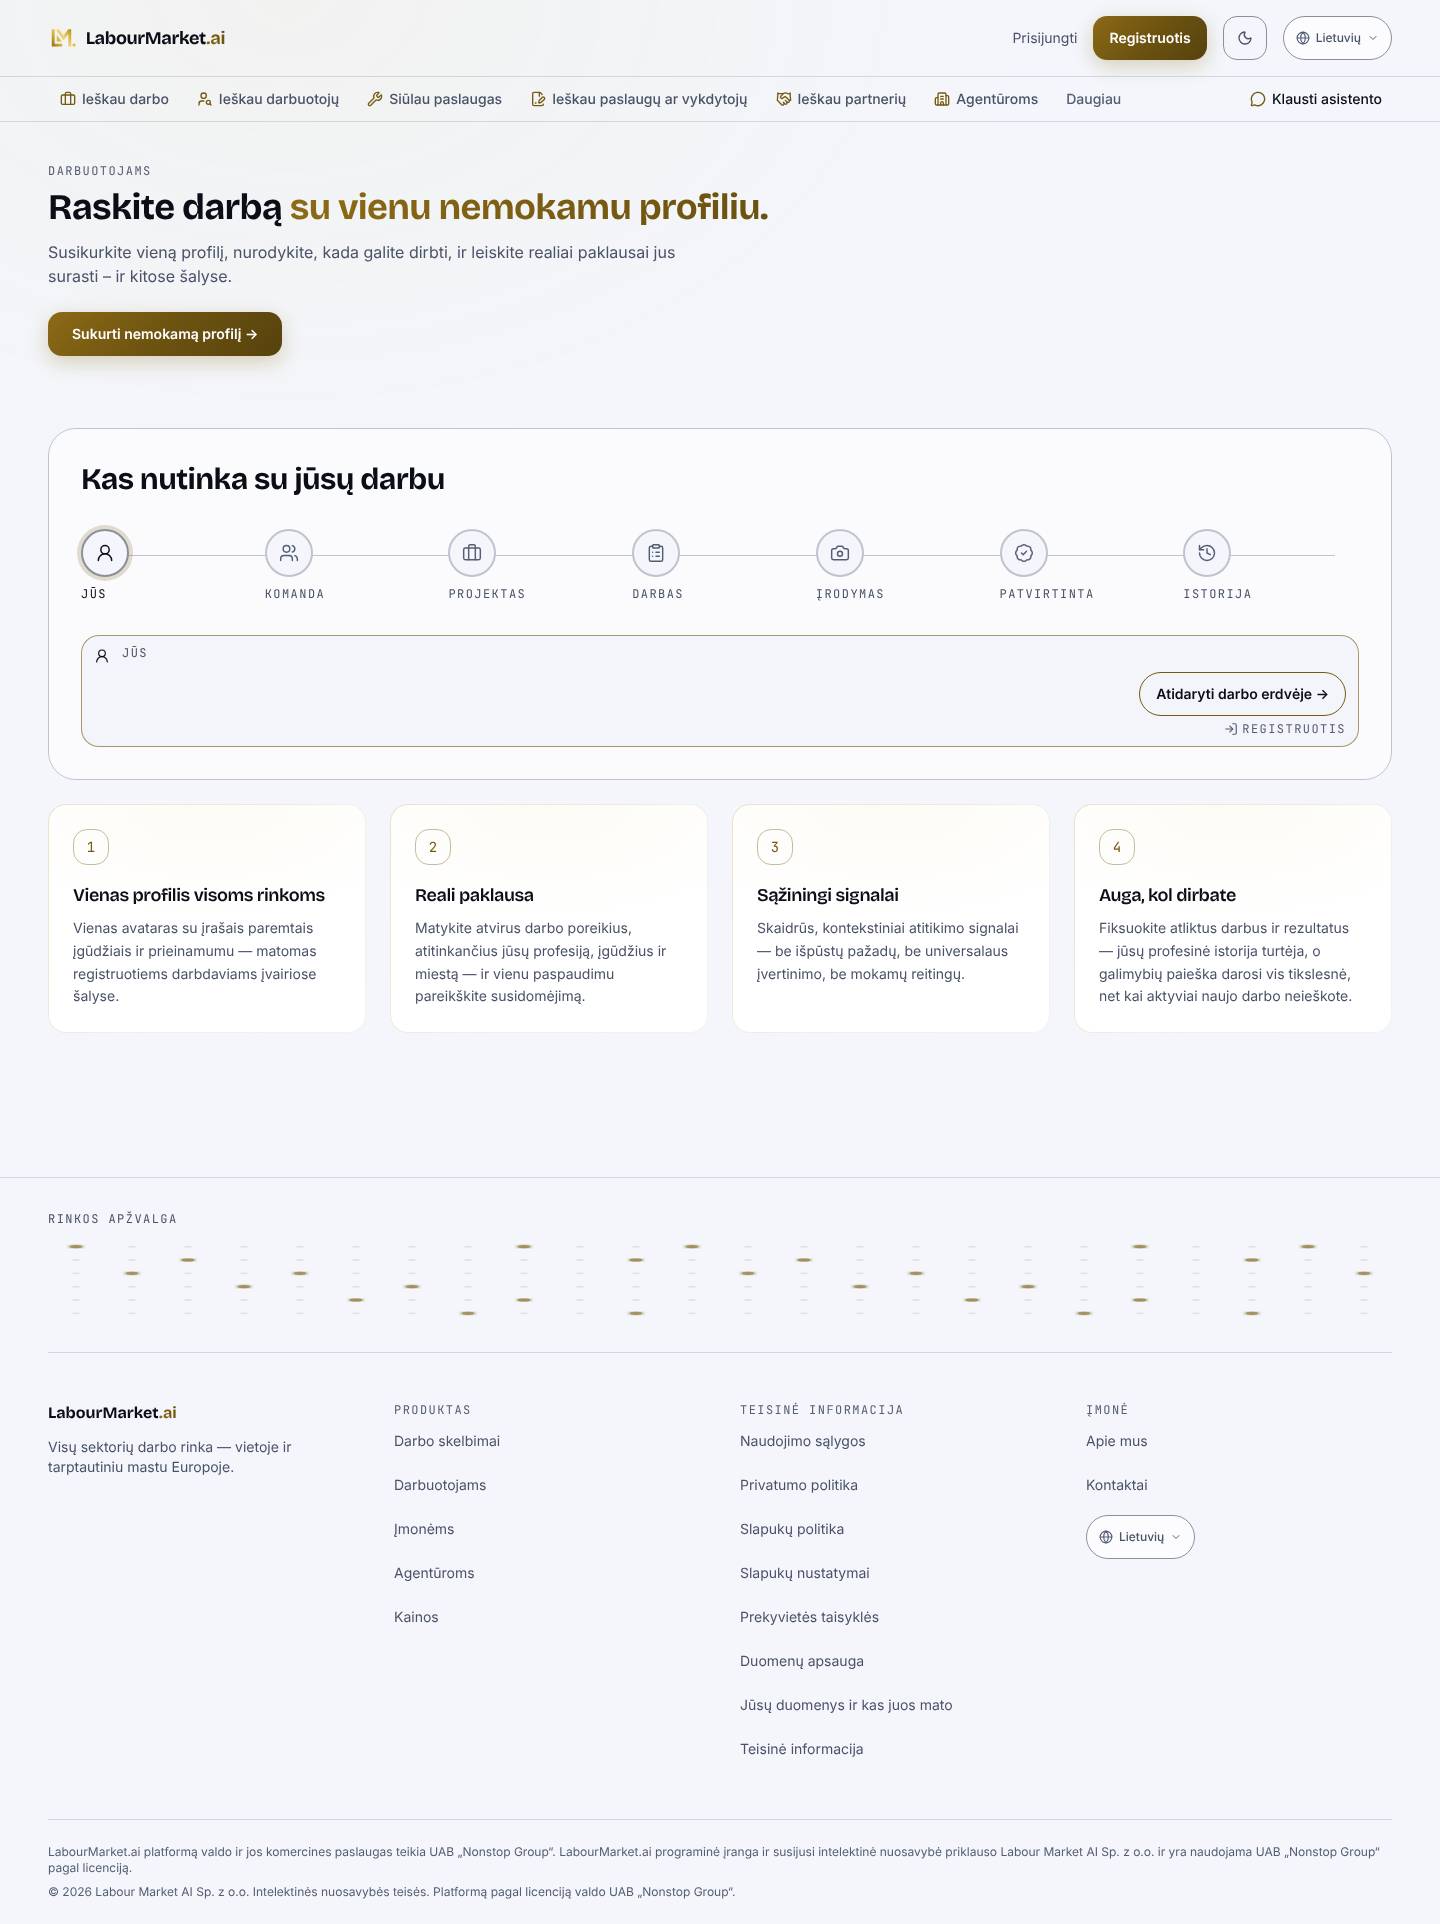 LabourMarket.ai
Prisijungti
Registruotis
Lietuvių
Ieškau darbo
Ieškau darbuotojų
Siūlau paslaugas
Ieškau paslaugų ar vykdytojų
Ieškau partnerių
Agentūroms
Daugiau
Klausti asistento
DARBUOTOJAMS
Raskite darbą su vienu nemokamu profiliu.
Susikurkite vieną profilį, nurodykite, kada galite dirbti, ir leiskite realiai paklausai jus
surasti – ir kitose šalyse.
Sukurti nemokamą profilį →
Kas nutinka su jūsų darbu
JŪS
KOMANDA
PROJEKTAS
DARBAS
ĮRODYMAS
PATVIRTINTA
ISTORIJA
JŪS
Atidaryti darbo erdvėje →
REGISTRUOTIS
1
Vienas profilis visoms rinkoms
Vienas avataras su įrašais paremtais
įgūdžiais ir prieinamumu — matomas
registruotiems darbdaviams įvairiose
šalyse.
2
Reali paklausa
Matykite atvirus darbo poreikius,
atitinkančius jūsų profesiją, įgūdžius ir
miestą — ir vienu paspaudimu
pareikškite susidomėjimą.
3
Sąžiningi signalai
Skaidrūs, kontekstiniai atitikimo signalai
— be išpūstų pažadų, be universalaus
įvertinimo, be mokamų reitingų.
4
Auga, kol dirbate
Fiksuokite atliktus darbus ir rezultatus
— jūsų profesinė istorija turtėja, o
galimybių paieška darosi vis tikslesnė,
net kai aktyviai naujo darbo neieškote.
RINKOS APŽVALGA
LabourMarket.ai
Visų sektorių darbo rinka — vietoje ir
tarptautiniu mastu Europoje.
PRODUKTAS
Darbo skelbimai
Darbuotojams
Įmonėms
Agentūroms
Kainos
TEISINĖ INFORMACIJA
Naudojimo sąlygos
Privatumo politika
Slapukų politika
Slapukų nustatymai
Prekyvietės taisyklės
Duomenų apsauga
Jūsų duomenys ir kas juos mato
Teisinė informacija
ĮMONĖ
Apie mus
Kontaktai
Lietuvių
LabourMarket.ai platformą valdo ir jos komercines paslaugas teikia UAB „Nonstop Group“. LabourMarket.ai programinė įranga ir susijusi intelektinė nuosavybė priklauso Labour Market AI Sp. z o.o. ir yra naudojama UAB „Nonstop Group“
pagal licenciją.
© 2026 Labour Market AI Sp. z o.o. Intelektinės nuosavybės teisės. Platformą pagal licenciją valdo UAB „Nonstop Group“.